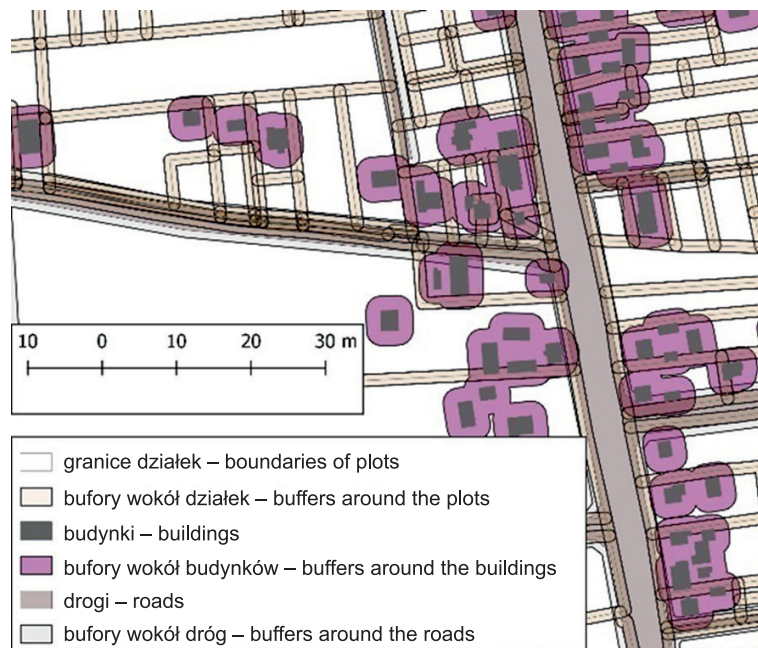 10 0 10 20 30 m
granice działek – boundaries of plots
bufory wokół działek – buffers around the plots
budynki – buildings
bufory wokół budynków – buffers around the buildings
drogi – roads
bufory wokół dróg – buffers around the roads